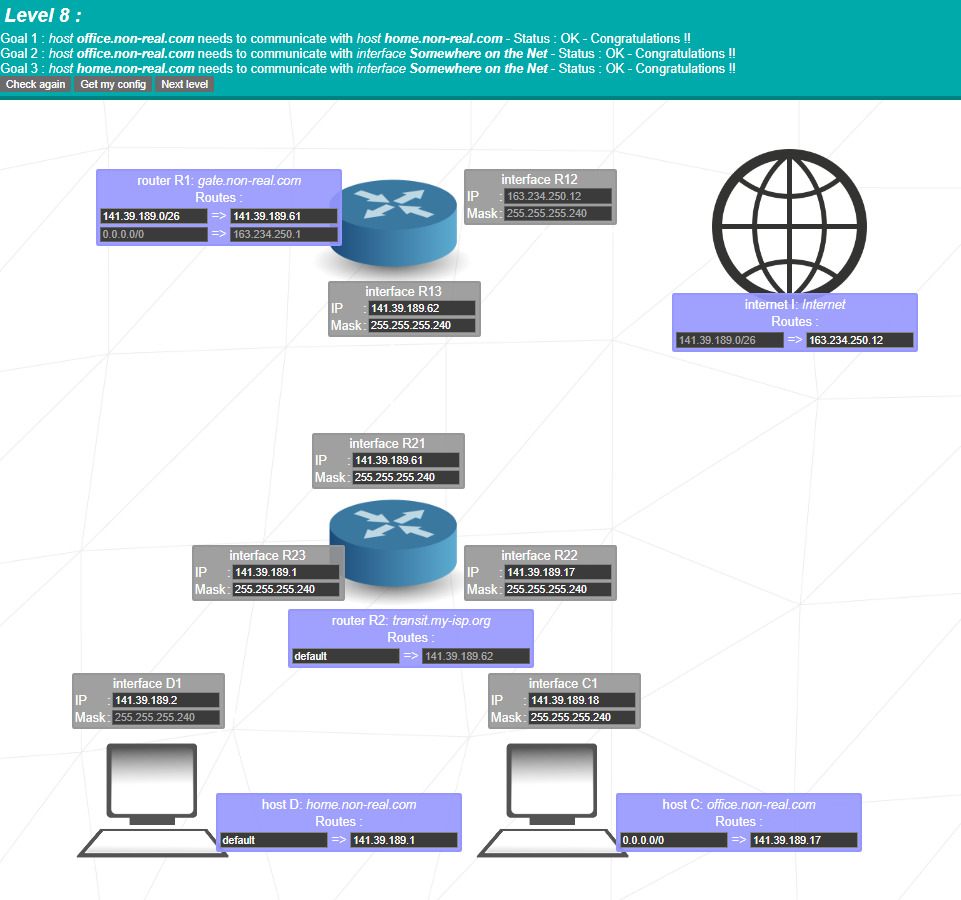 Level 8 :
Goal 1 : host office.non-real.com needs to communicate with host home.non-real.com - Status : OK - Congratulations !!
Goal 2 : host office.non-real.com needs to communicate with interface Somewhere on the Net - Status : OK - Congratulations !!
Goal 3 : host home.non-real.com needs to communicate with interface Somewhere on the Net - Status : OK - Congratulations !!
Check again Get my config Next level
router R1: gate.non-real.com
Routes :
141.39.189.0/26 => 141.39.189.61
0.0.0.0/0 => 163.234.250.1
interface R12
IP : 163.234.250.12
Mask: 255.255.255.240
interface R13
IP : 141.39.189.62
Mask: 255.255.255.240
internet I: Internet
Routes :
141.39.189.0/26 => 163.234.250.12
interface R21
IP : 141.39.189.61
Mask: 255.255.255.240
interface R23
IP : 141.39.189.1
Mask: 255.255.255.240
interface R22
IP : 141.39.189.17
Mask: 255.255.255.240
router R2: transit.my-isp.org
Routes :
default => 141.39.189.62
interface D1
IP : 141.39.189.2
Mask: 255.255.255.240
interface C1
IP : 141.39.189.18
Mask: 255.255.255.240
host D: home.non-real.com
Routes :
default => 141.39.189.1
host C: office.non-real.com
Routes :
0.0.0.0/0 => 141.39.189.17